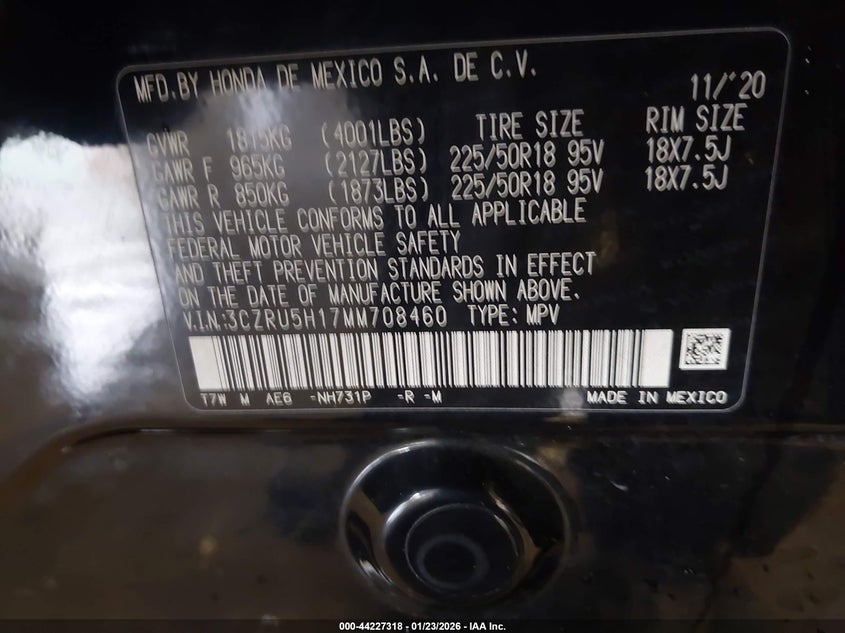 MFD.BY HONDA DE MEXICO S.A. DE C.V. 11/'20
GVWR 1815KG (4001LBS) TIRE SIZE RIM SIZE
GAWR F 965KG (2127LBS) 225/50R18 95V 18X7.5J
GAWR R 850KG (1873LBS) 225/50R18 95V 18X7.5J
THIS VEHICLE CONFORMS TO ALL APPLICABLE
FEDERAL MOTOR VEHICLE SAFETY
AND THEFT PREVENTION STANDARDS IN EFFECT
ON THE DATE OF MANUFACTURE SHOWN ABOVE.
V.I.N:3CZRU5H17MM708460 TYPE: MPV
T7W M AE6 -NH731P -R -M MADE IN MEXICO
000-44227318 - 01/23/2026 - IAA Inc.